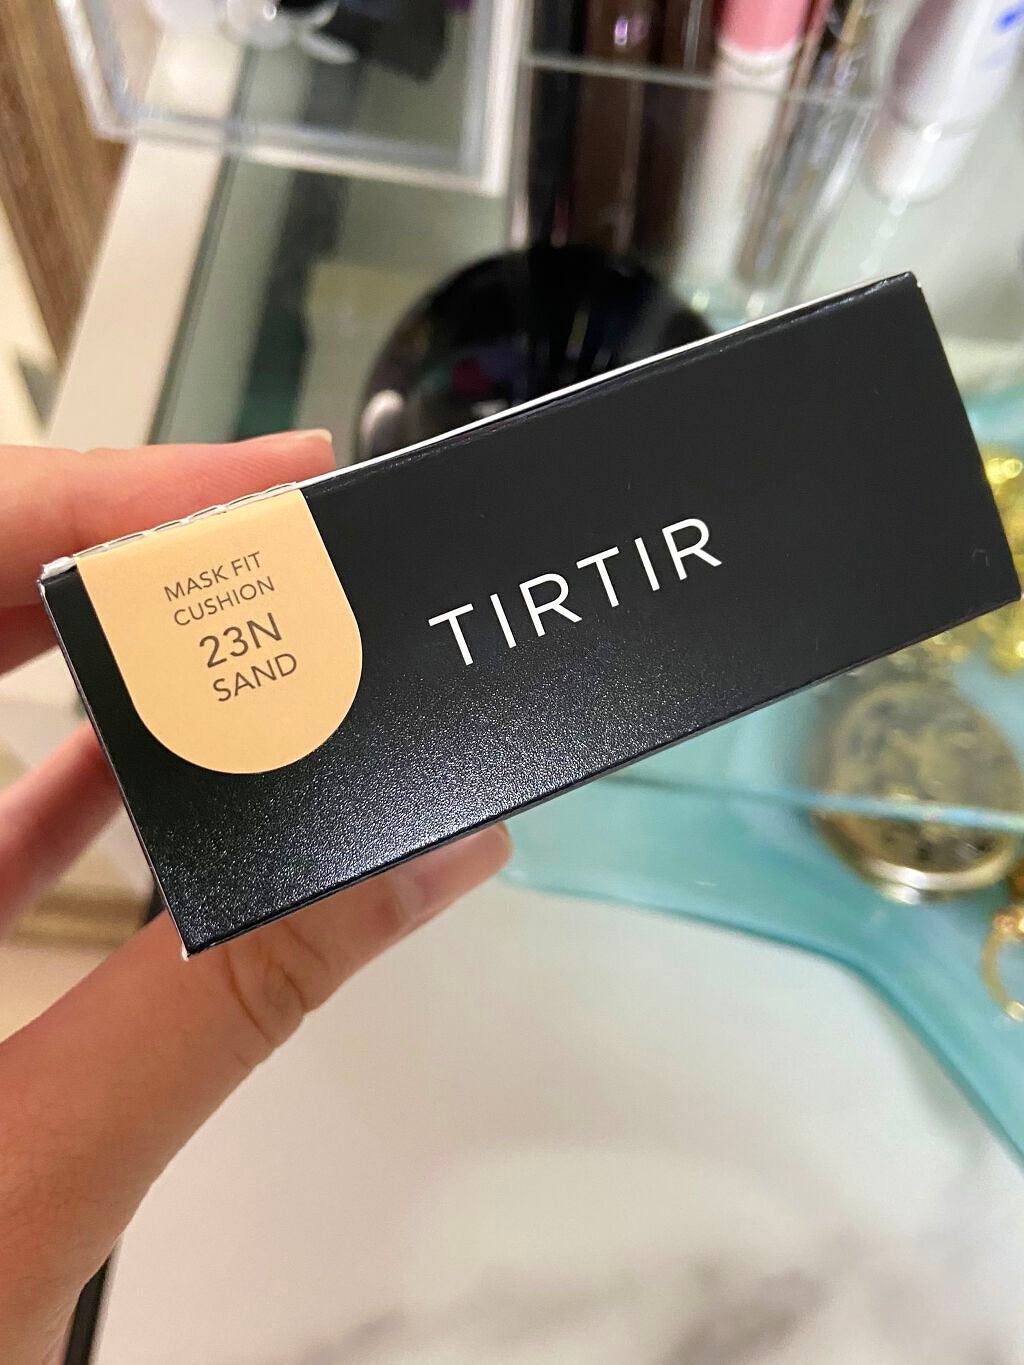 MASK FIT
CUSHION
23N
SAND
TIRTIR